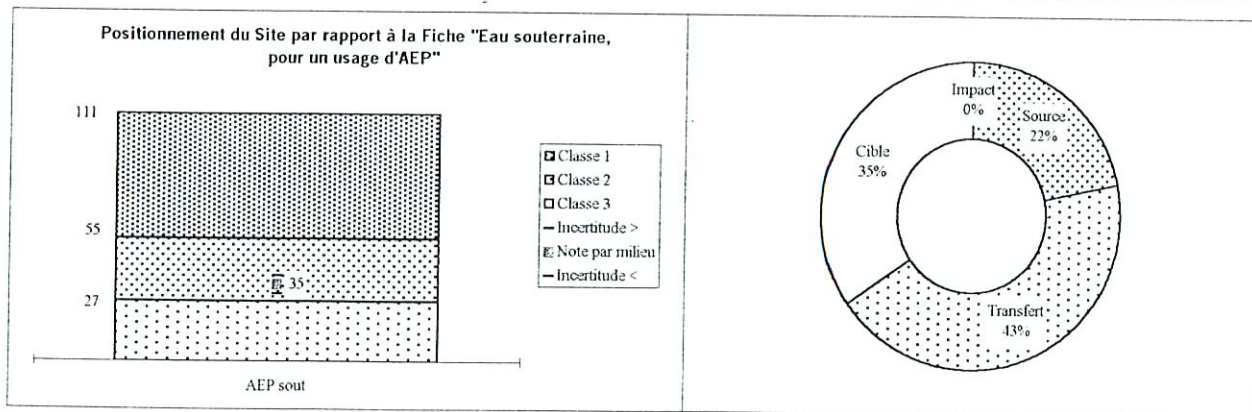 Positionnement du Site par rapport à la Fiche "Eau souterraine,
pour un usage d'AEP"
111
55
27
35
AEP sout
Classe 1
Classe 2
Classe 3
Incertitude >
Note par milieu
Incertitude <
Impact
0%
Source
22%
Cible
35%
Transfert
43%